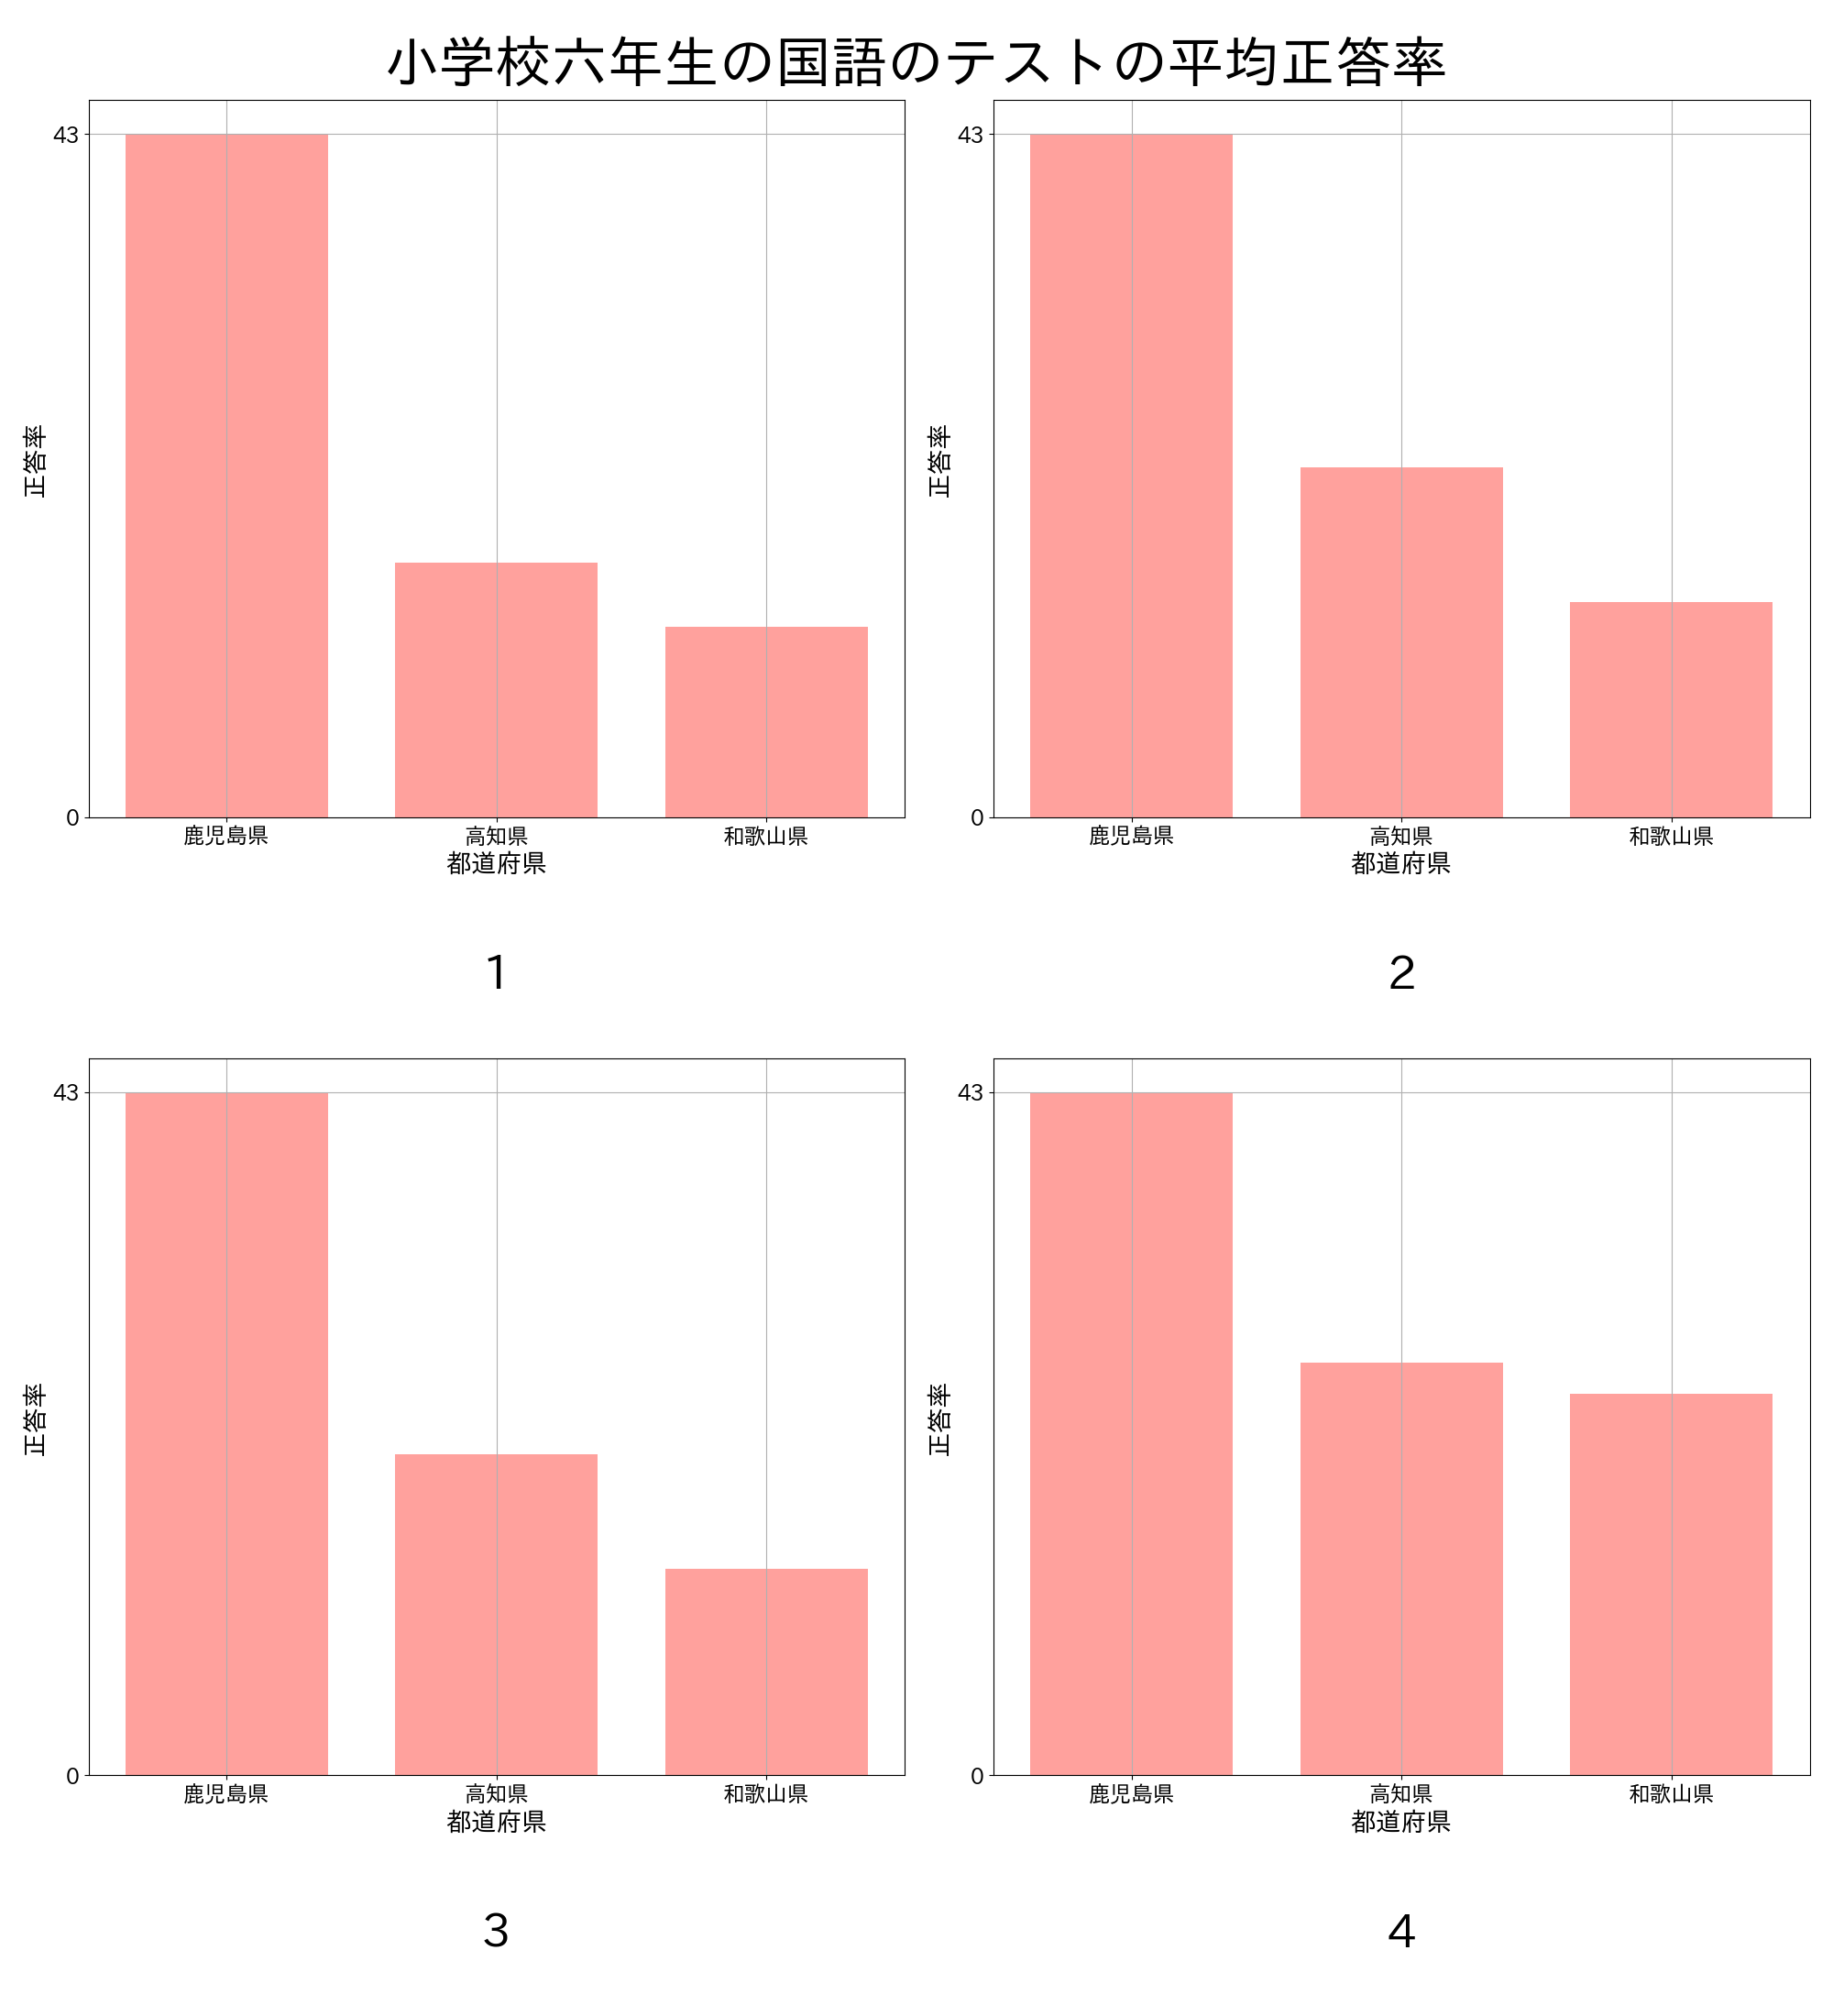 小学校六年生の国語のテストの平均正答率
43
正答率
0
鹿児島県 高知県 和歌山県
都道府県
1
43
正答率
0
鹿児島県 高知県 和歌山県
都道府県
2
43
正答率
0
鹿児島県 高知県 和歌山県
都道府県
3
43
正答率
0
鹿児島県 高知県 和歌山県
都道府県
4